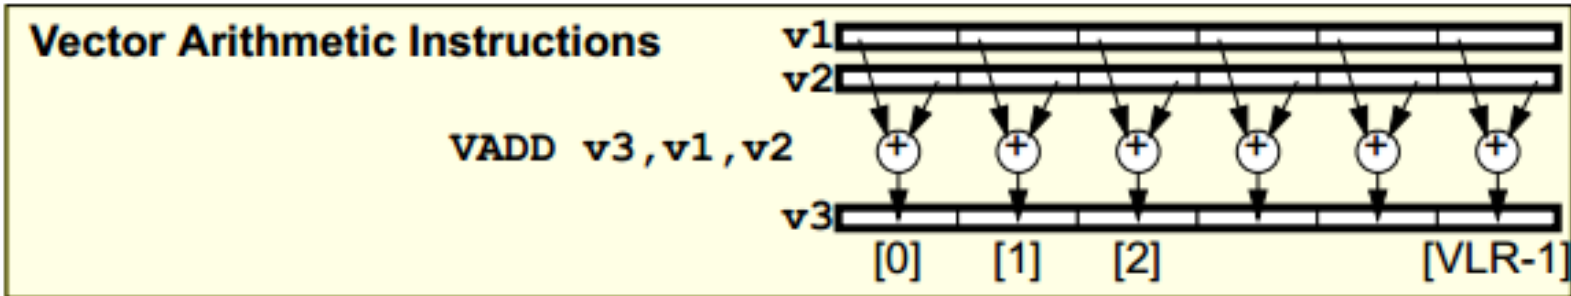 Vector Arithmetic Instructions
v1
v2
VADD v3,v1,v2
+ + + + + +
v3
[0] [1] [2] [VLR-1]